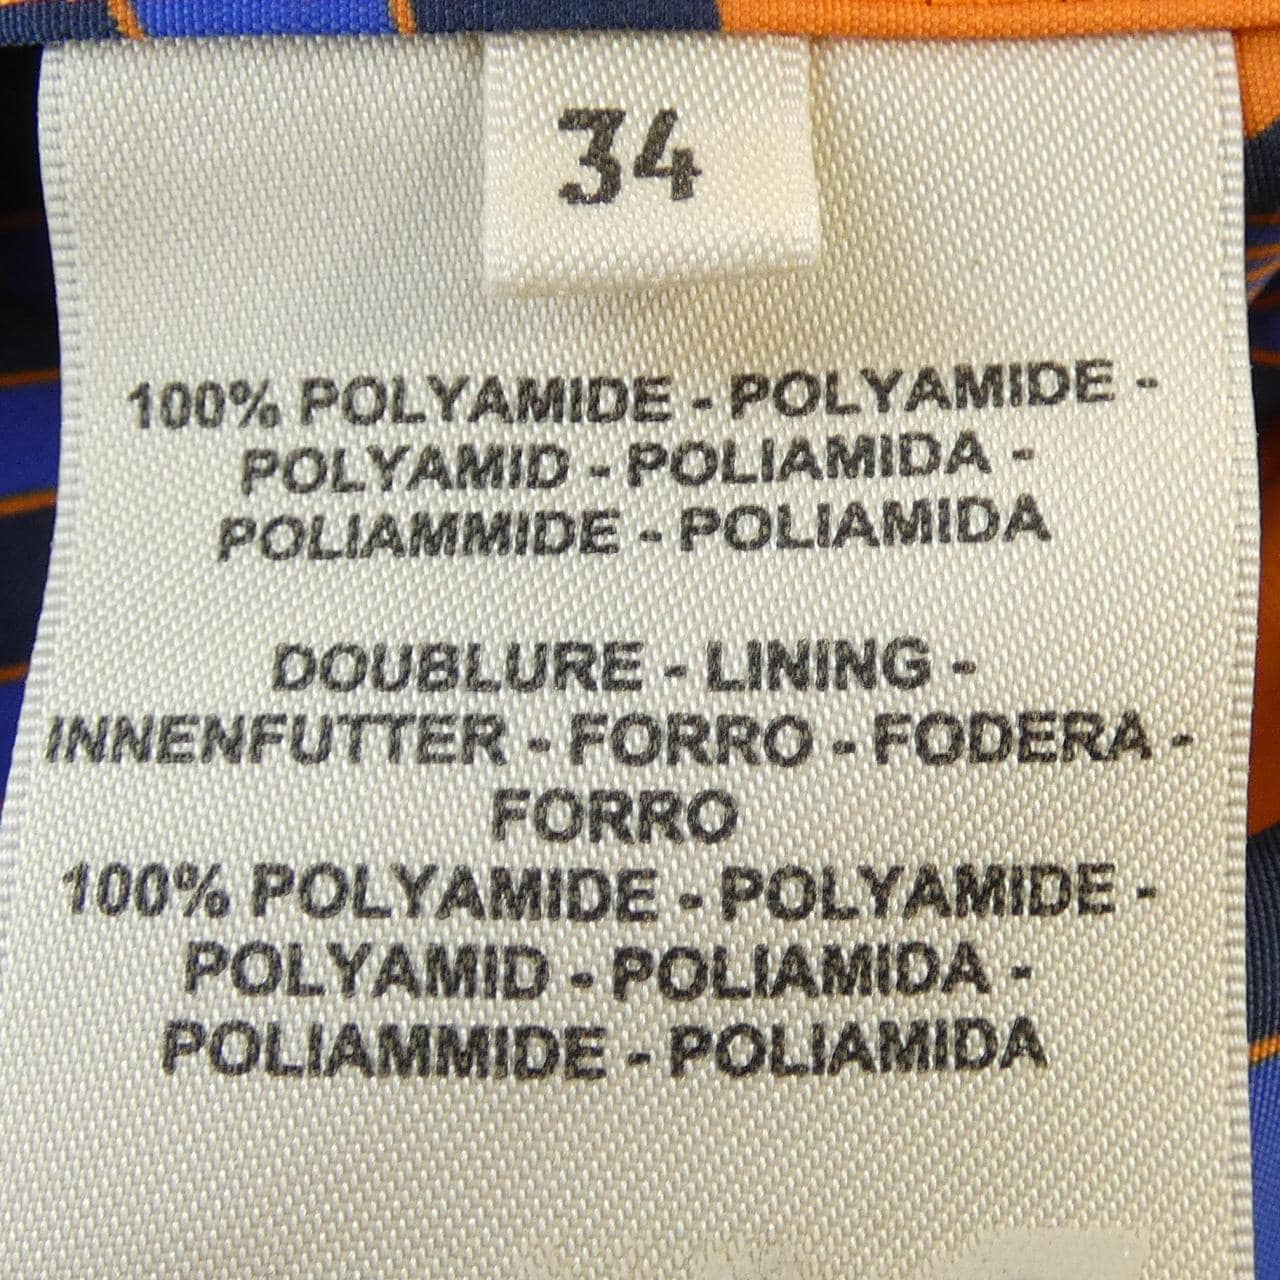 34
100% POLYAMIDE - POLYAMIDE -
POLYAMID - POLIAMIDA -
POLIAMMIDE - POLIAMIDA
DOUBLURE - LINING -
INNENFUTTER - FORRO - FODERA -
FORRO
100% POLYAMIDE - POLYAMIDE -
POLYAMID - POLIAMIDA -
POLIAMMIDE - POLIAMIDA